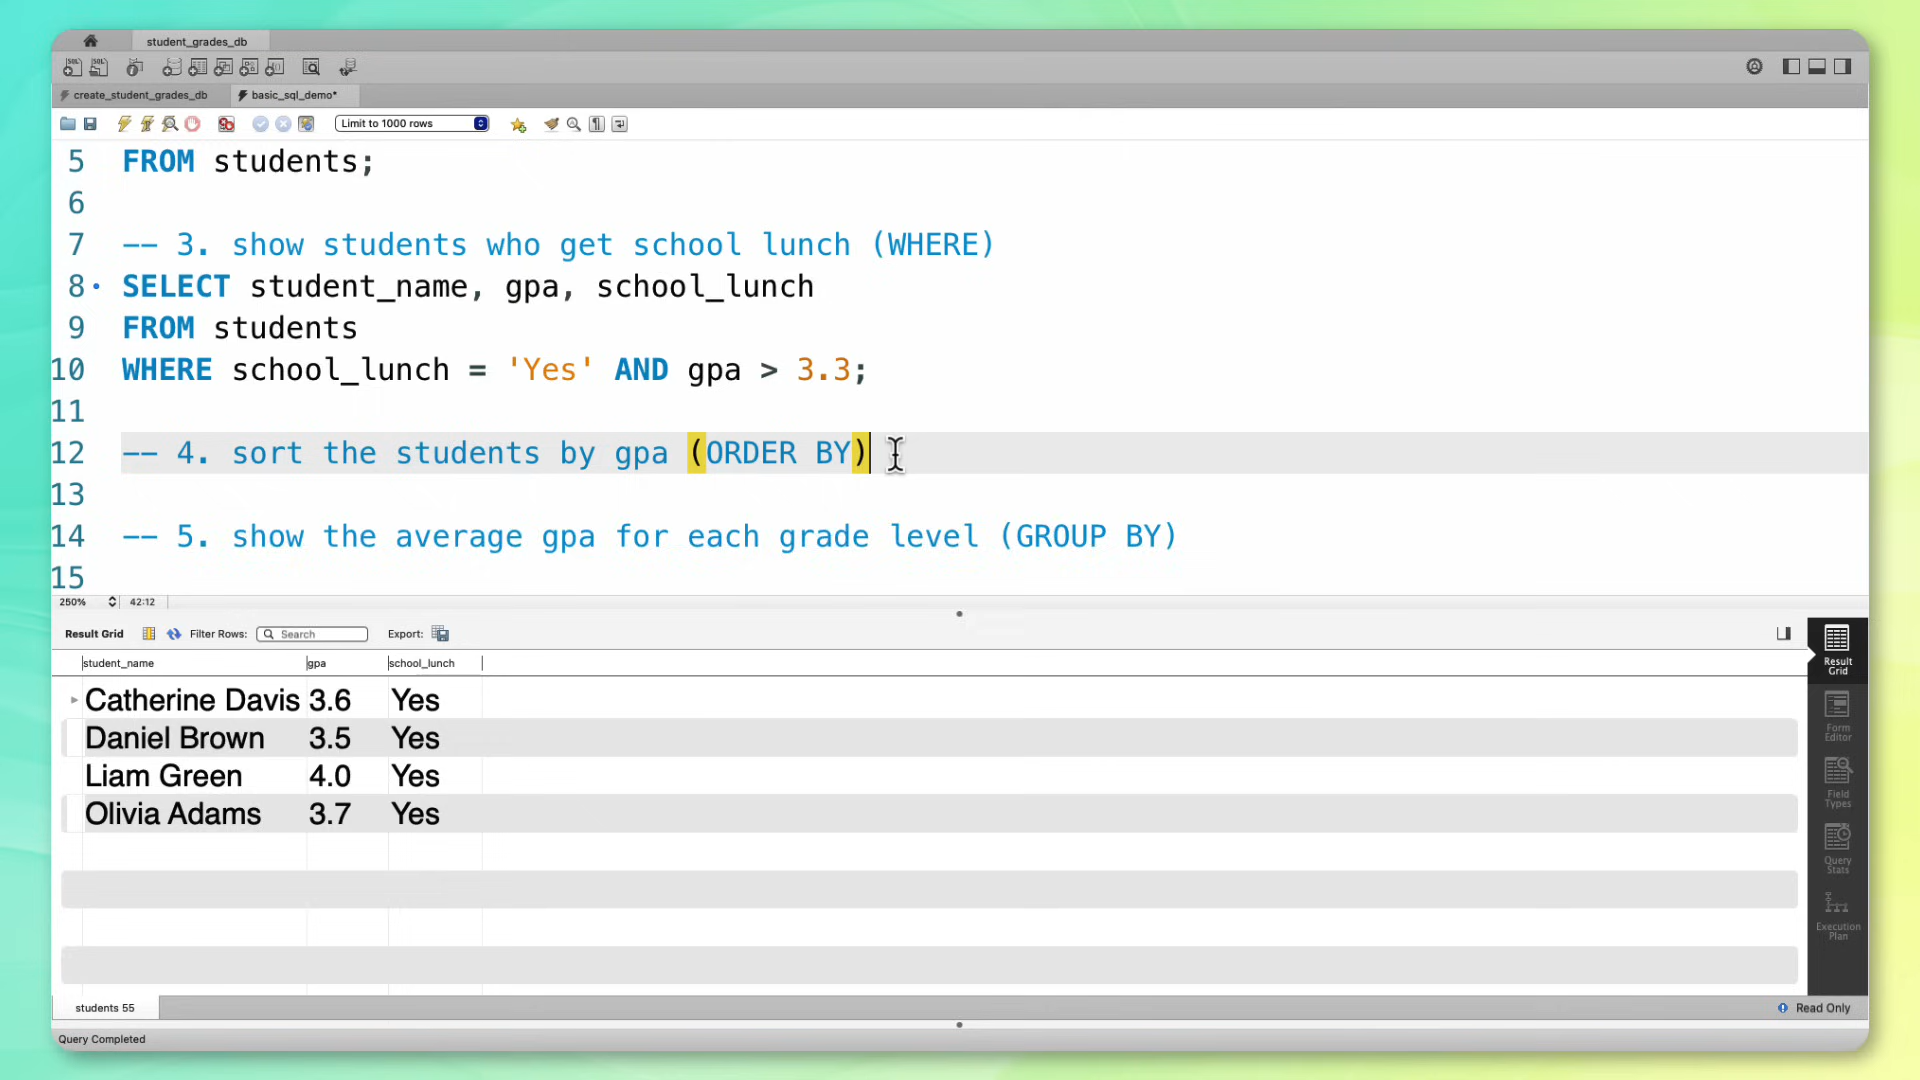 student_grades_db
create_student_grades_db basic_sql_demo*
Limit to 1000 rows
5 FROM students;
6
7 -- 3. show students who get school lunch (WHERE)
8 SELECT student_name, gpa, school_lunch
9 FROM students
10 WHERE school_lunch = 'Yes' AND gpa > 3.3;
11
12 -- 4. sort the students by gpa (ORDER BY)
13
14 -- 5. show the average gpa for each grade level (GROUP BY)
15
250% 42:12
Result Grid Filter Rows: Search Export:
student_name gpa school_lunch
Catherine Davis 3.6 Yes
Daniel Brown 3.5 Yes
Liam Green 4.0 Yes
Olivia Adams 3.7 Yes
Result
Grid
Form
Editor
Field
Types
Query
Stats
Execution
Plan
students 55
Read Only
Query Completed